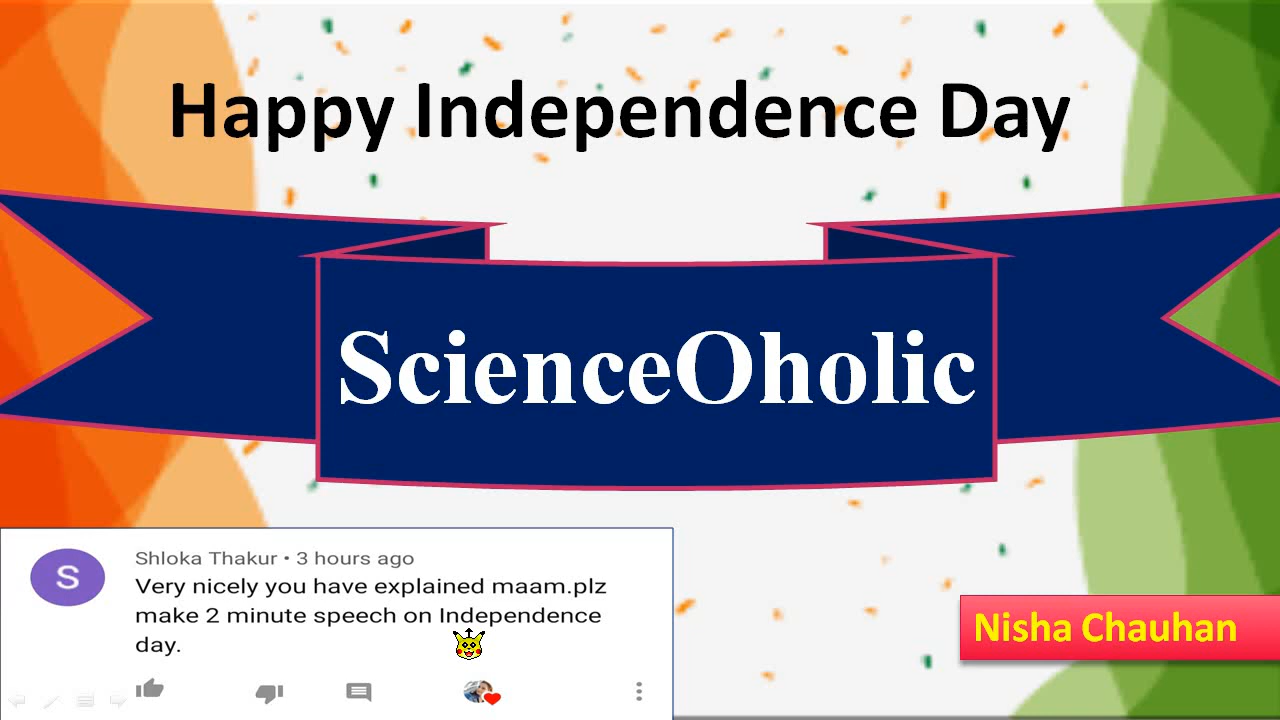 Happy Independence Day
ScienceOholic
Shloka Thakur • 3 hours ago
Very nicely you have explained maam.plz
make 2 minute speech on Independence
day.
S
Nisha Chauhan